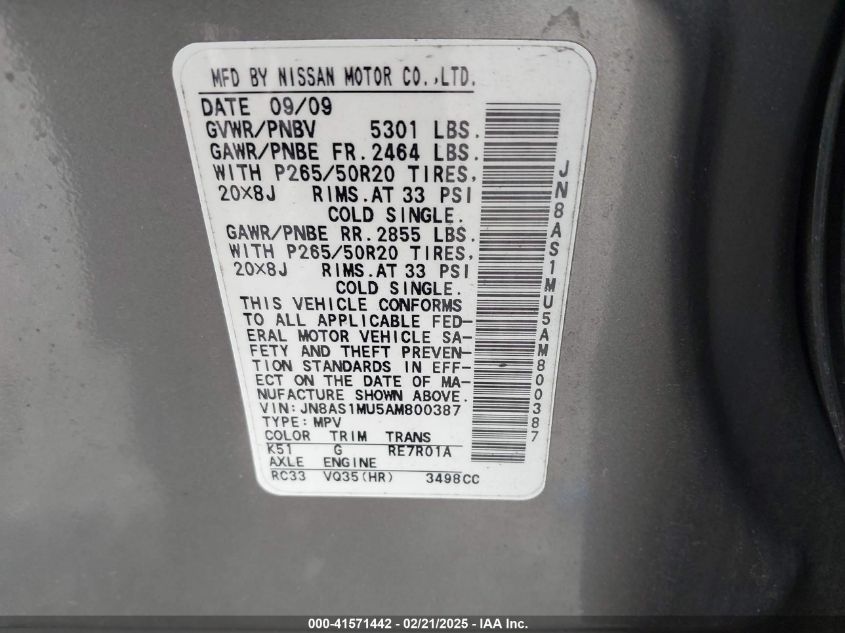 MFD BY NISSAN MOTOR CO.,LTD.
DATE 09/09
GVWR/PNBV 5301 LBS.
GAWR/PNBE FR. 2464 LBS.
WITH P265/50R20 TIRES,
20×8J RIMS.AT 33 PSI
COLD SINGLE.
GAWR/PNBE RR. 2855 LBS.
WITH P265/50R20 TIRES,
20×8J RIMS.AT 33 PSI
COLD SINGLE.
THIS VEHICLE CONFORMS
TO ALL APPLICABLE FED-
ERAL MOTOR VEHICLE SA-
FETY AND THEFT PREVEN-
TION STANDARDS IN EFF-
ECT ON THE DATE OF MA-
NUFACTURE SHOWN ABOVE.
VIN: JN8AS1MU5AM800387
TYPE: MPV
COLOR TRIM TRANS
K51 G RE7R01A
AXLE ENGINE
RC33 VQ35(HR) 3498CC
JN8AS1MU5AM800387
000-41571442 - 02/21/2025 - IAA Inc.